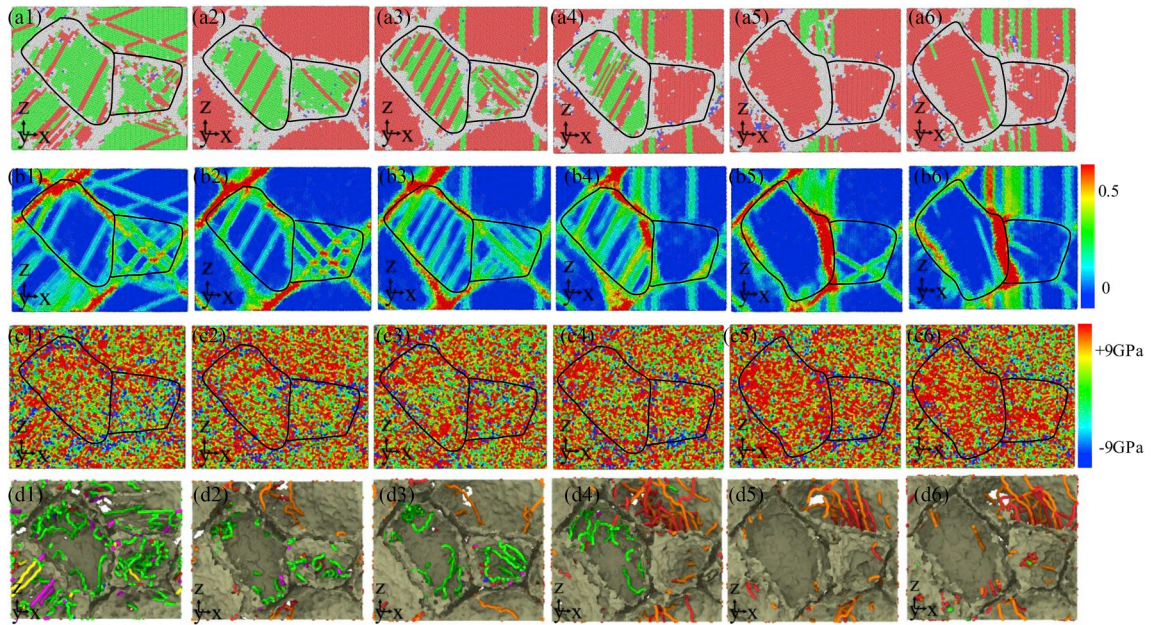 (a1) (a2) (a3) (a4) (a5) (a6)
z z z z z z
y x y x y x y x y x y x
(b1) (b2) (b3) (b4) (b5) (b6)
0.5
z z z z z z
0
y x y x y x y x y x y x
(c1) (c2) (c3) (c4) (c5) (c6)
+9GPa
z z z z z z
-9GPa
y x y x y x y x y x y x
(d1) (d2) (d3) (d4) (d5) (d6)
z z z z z z
y x y x y x y x y x y x